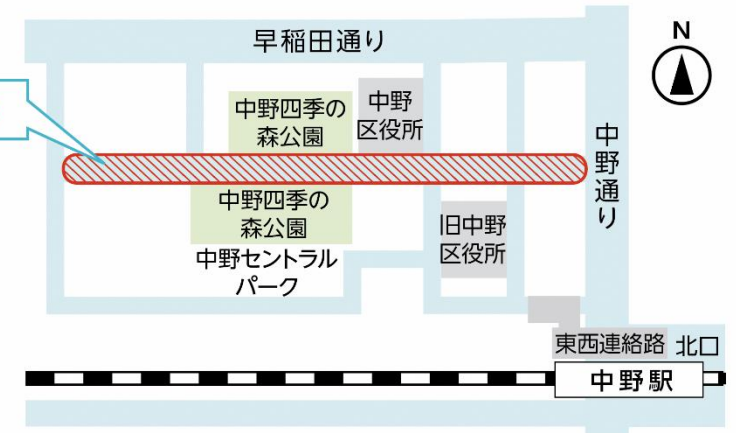 早稲田通り
N
中野四季の
森公園
中野
区役所
中野通り
中野四季の
森公園
旧中野
区役所
中野セントラル
パーク
東西連絡路
北口
中野駅